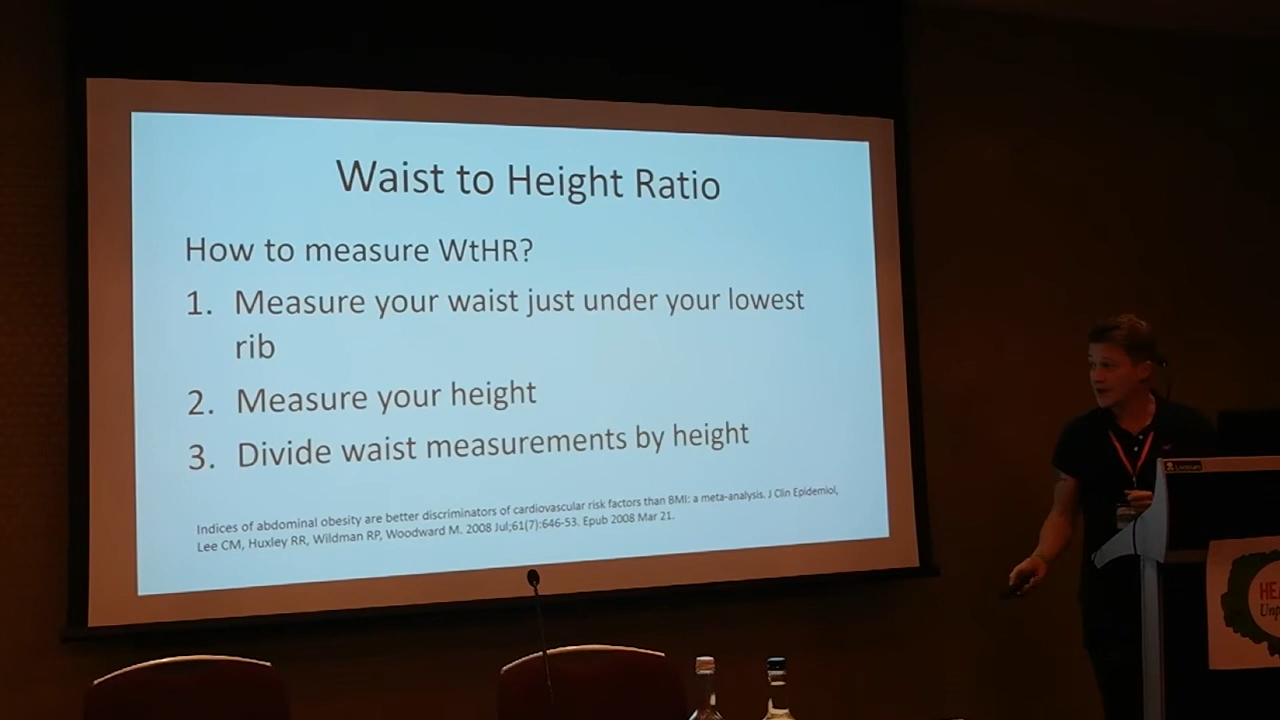 Waist to Height Ratio
How to measure WtHR?
1. Measure your waist just under your lowest
rib
2. Measure your height
3. Divide waist measurements by height
Indices of abdominal obesity are better discriminators of cardiovascular risk factors than BMI: a meta-analysis. J Clin Epidemiol,
Lee CM, Huxley RR, Wildman RP, Woodward M. 2008 Jul;61(7):646-53. Epub 2008 Mar 21.